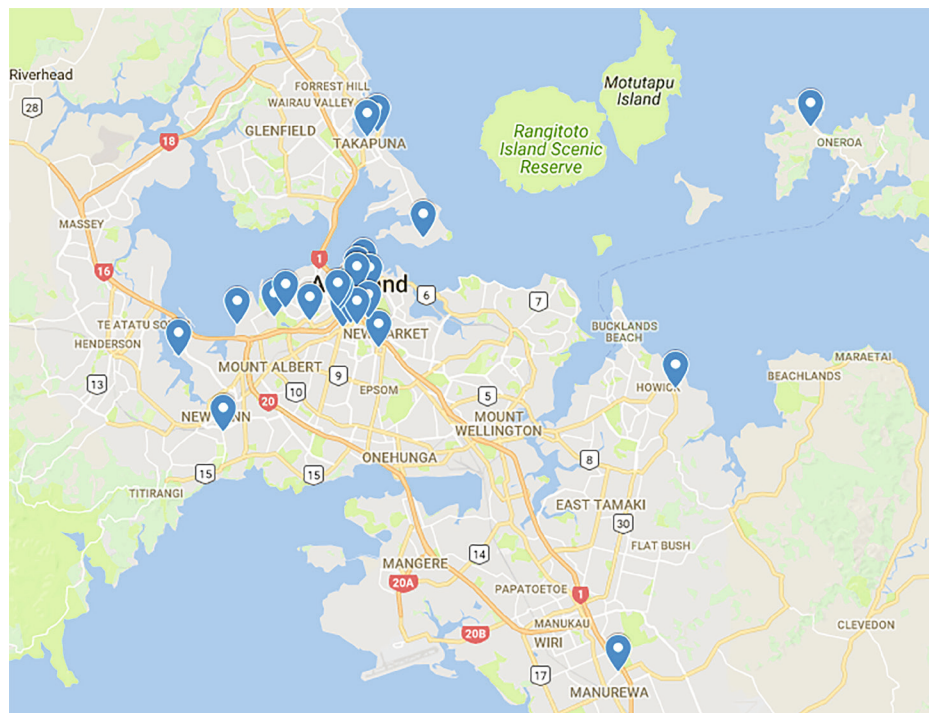 Riverhead
28
FORREST HILL
WAIRAU VALLEY
GLENFIELD
18
TAKAPUNA
Motutapu
Island
Rangitoto
Island Scenic
Reserve
ONEROA
MASSEY
16
1
6
7
TE ATATU
HENDERSON
BUCKLANDS
BEACH
MARAETAI
BEACHLANDS
MOUNT ALBERT
9
13
10
EPSOM
5
20
HOWICK
MOUNT
WELLINGTON
ONEHUNGA
8
15
15
TITIRANGI
EAST TAMAKI
30
FLAT BUSH
14
MANGERE
20A
PAPATOETOE
1
MANUKAU
WIRI
20B
CLEVEDON
17
MANUREWA